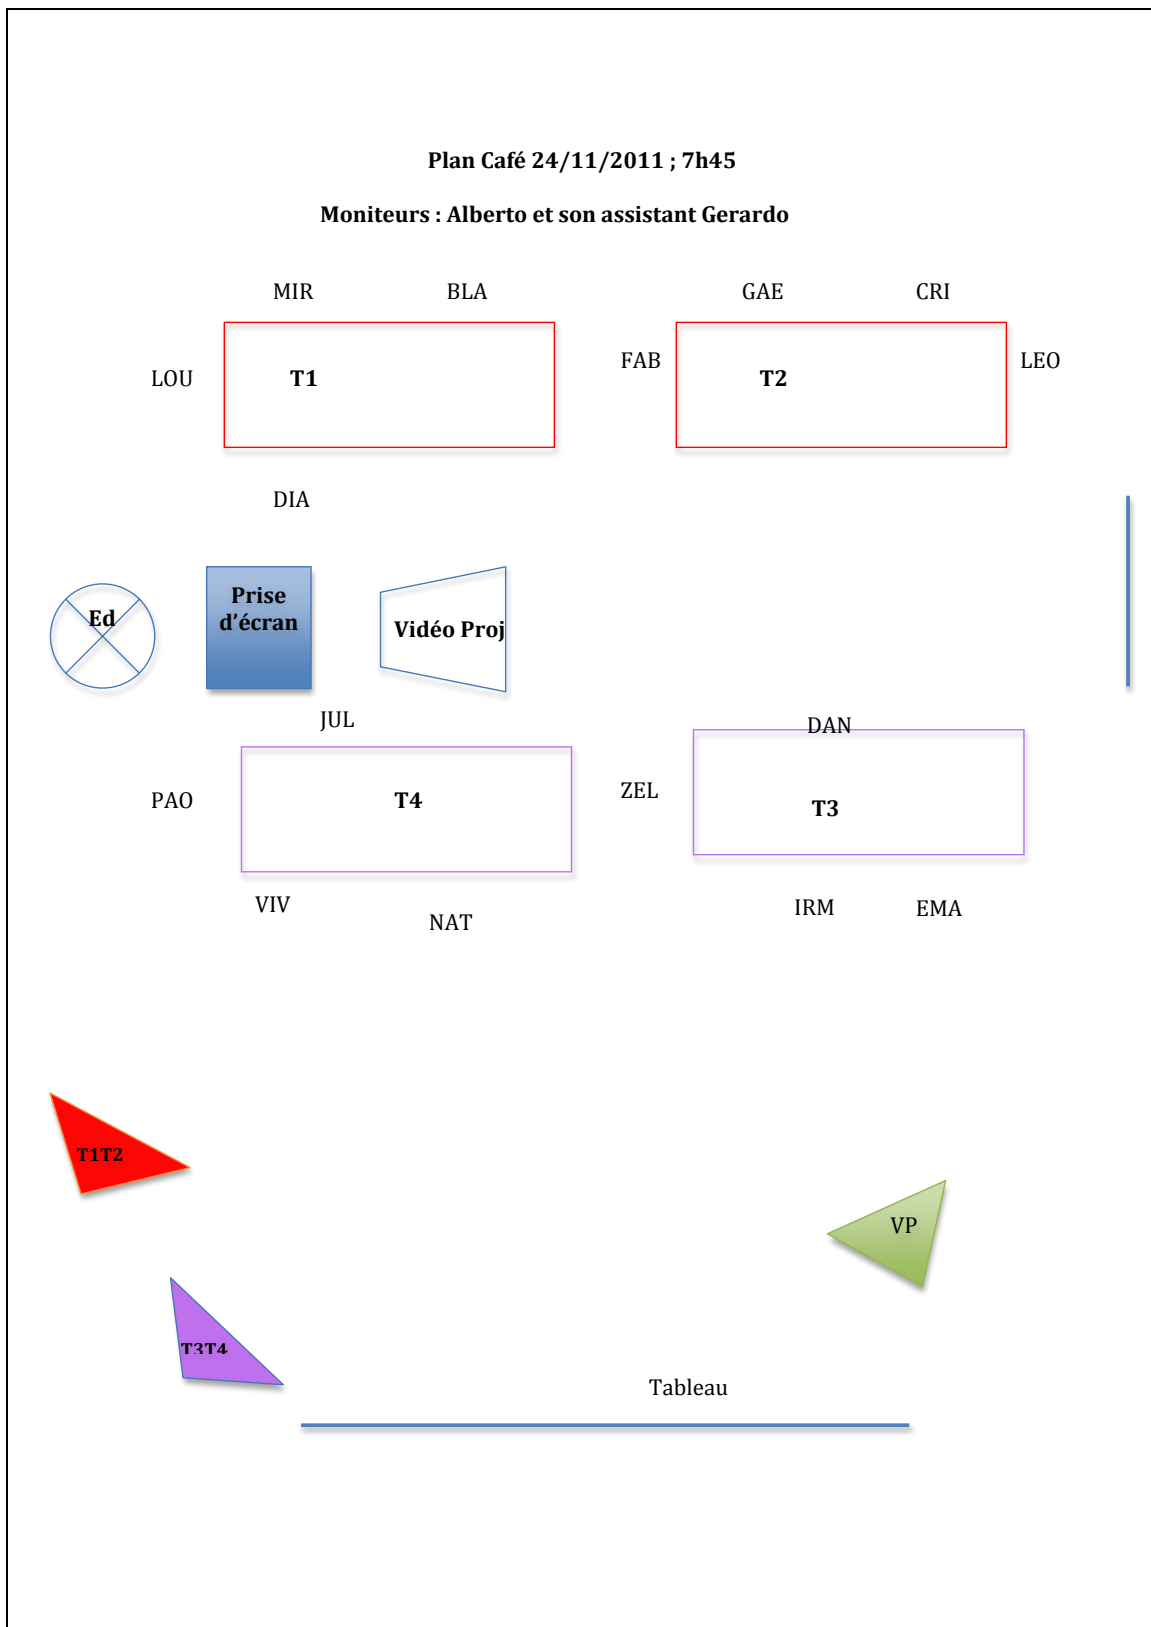 Plan Café 24/11/2011 ; 7h45
Moniteurs : Alberto et son assistant Gerardo
MIR BLA GAE CRI
LOU T1 FAB T2 LEO
DIA
Ed
Prise
d'écran
Vidéo Proj
JUL DAN
PAO T4 ZEL T3
VIV NAT IRM EMA
T1T2
VP
T3T4
Tableau